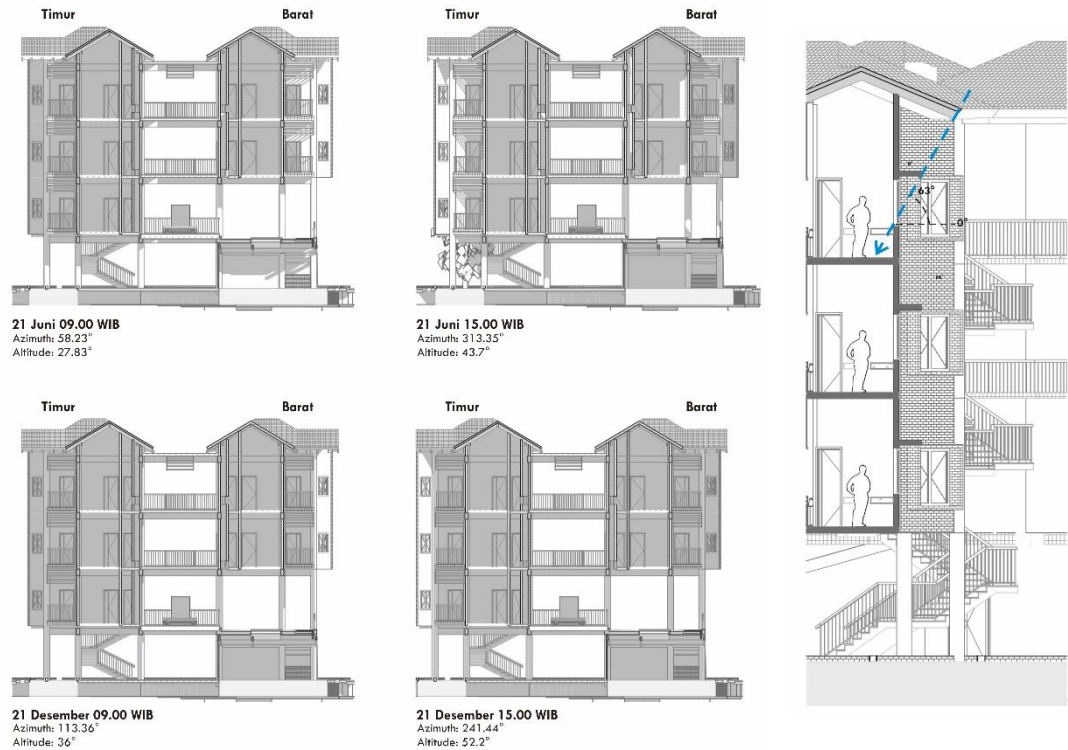 Timur Barat
21 Juni 09.00 WIB
Azimuth: 58.23°
Altitude: 27.83°
Timur Barat
21 Juni 15.00 WIB
Azimuth: 313.35°
Altitude: 43.7°
Timur Barat
21 Desember 09.00 WIB
Azimuth: 113.36°
Altitude: 36°
Timur Barat
21 Desember 15.00 WIB
Azimuth: 241.44°
Altitude: 52.2°
63°
0°